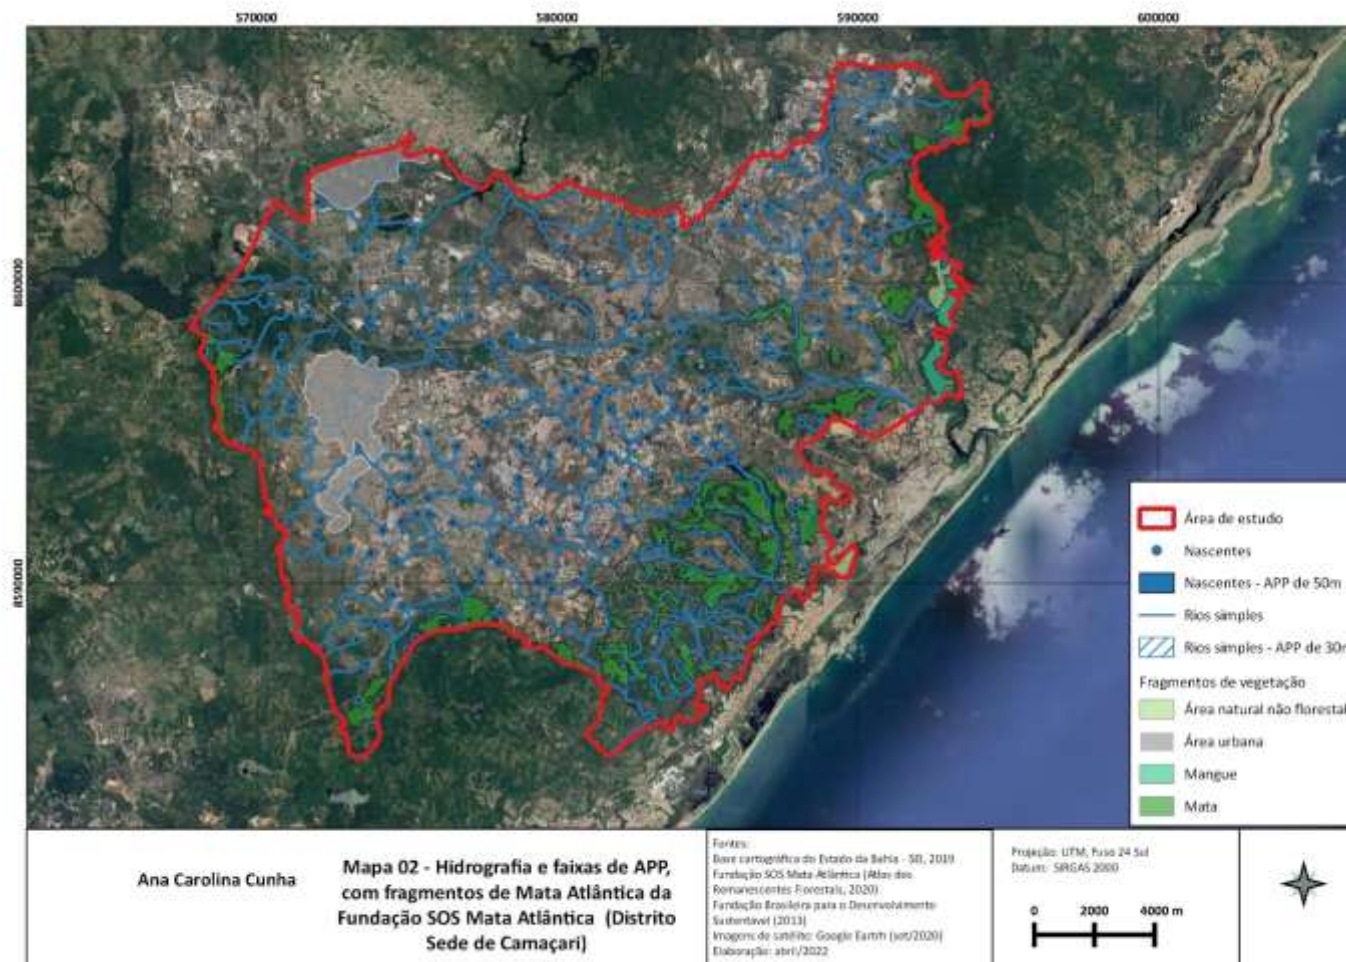 570000
580000
590000
600000
8600000
8590000
Área de estudo
Nascentes
Nascentes - APP de 50m
Rios simples
Rios simples - APP de 30m
Fragmentos de vegetação
Área natural não florestal
Área urbana
Mangue
Mata
Ana Carolina Cunha
Mapa 02 - Hidrografia e faixas de APP,
com fragmentos de Mata Atlântica da
Fundação SOS Mata Atlântica (Distrito
Sede de Camaçari)
Fontes:
Base cartográfica do Estado da Bahia - SEI, 2019
Fundação SOS Mata Atlântica (Atlas dos
Remanescentes Florestais, 2020)
Fundação Brasileira para o Desenvolvimento
Sustentável (2013)
Imagens de satélite: Google Earth (set/2020)
Elaboração: abril/2022
Projeção: UTM, Fuso 24 Sul
Datum: SIRGAS 2000
0 2000 4000 m